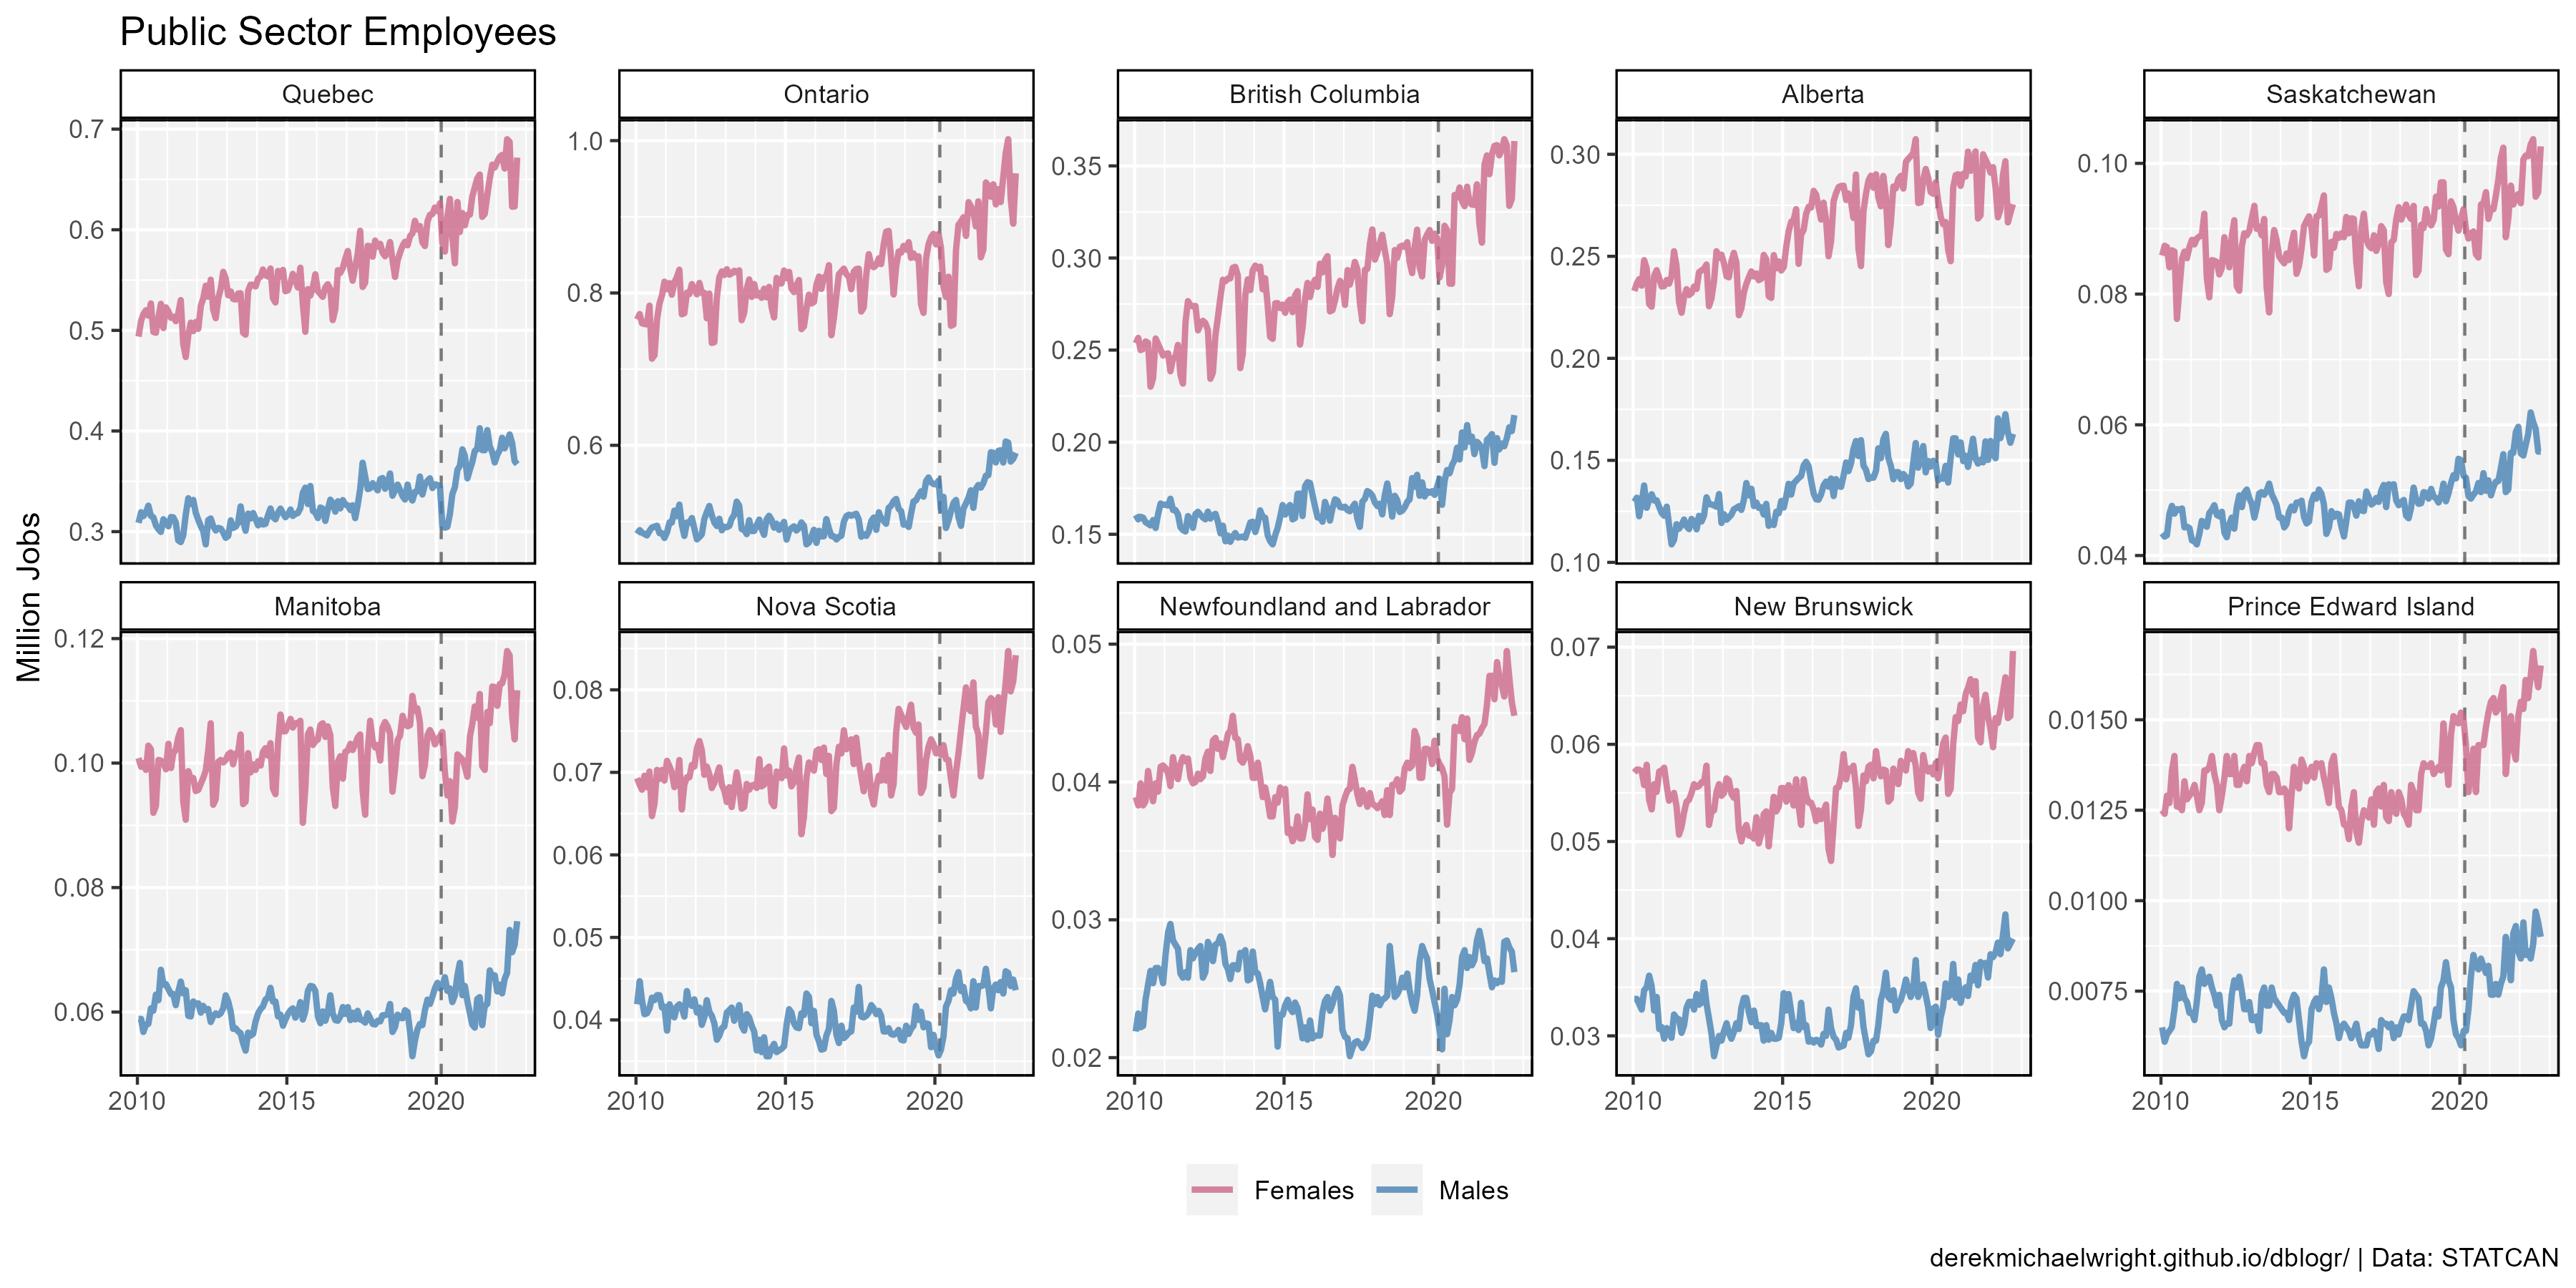 Public Sector Employees
Quebec
Ontario
British Columbia
Alberta
Saskatchewan
0.7
0.6
0.5
0.4
0.3
1.0
0.8
0.6
0.35
0.30
0.25
0.20
0.15
0.30
0.25
0.20
0.15
0.10
0.10
0.08
0.06
0.04
Million Jobs
Manitoba
Nova Scotia
Newfoundland and Labrador
New Brunswick
Prince Edward Island
0.12
0.10
0.08
0.06
0.08
0.07
0.06
0.05
0.04
0.05
0.04
0.03
0.02
0.07
0.06
0.05
0.04
0.03
0.0150
0.0125
0.0100
0.0075
2010 2015 2020
2010 2015 2020
2010 2015 2020
2010 2015 2020
2010 2015 2020
Females Males
derekmichaelwright.github.io/dblogr/ | Data: STATCAN